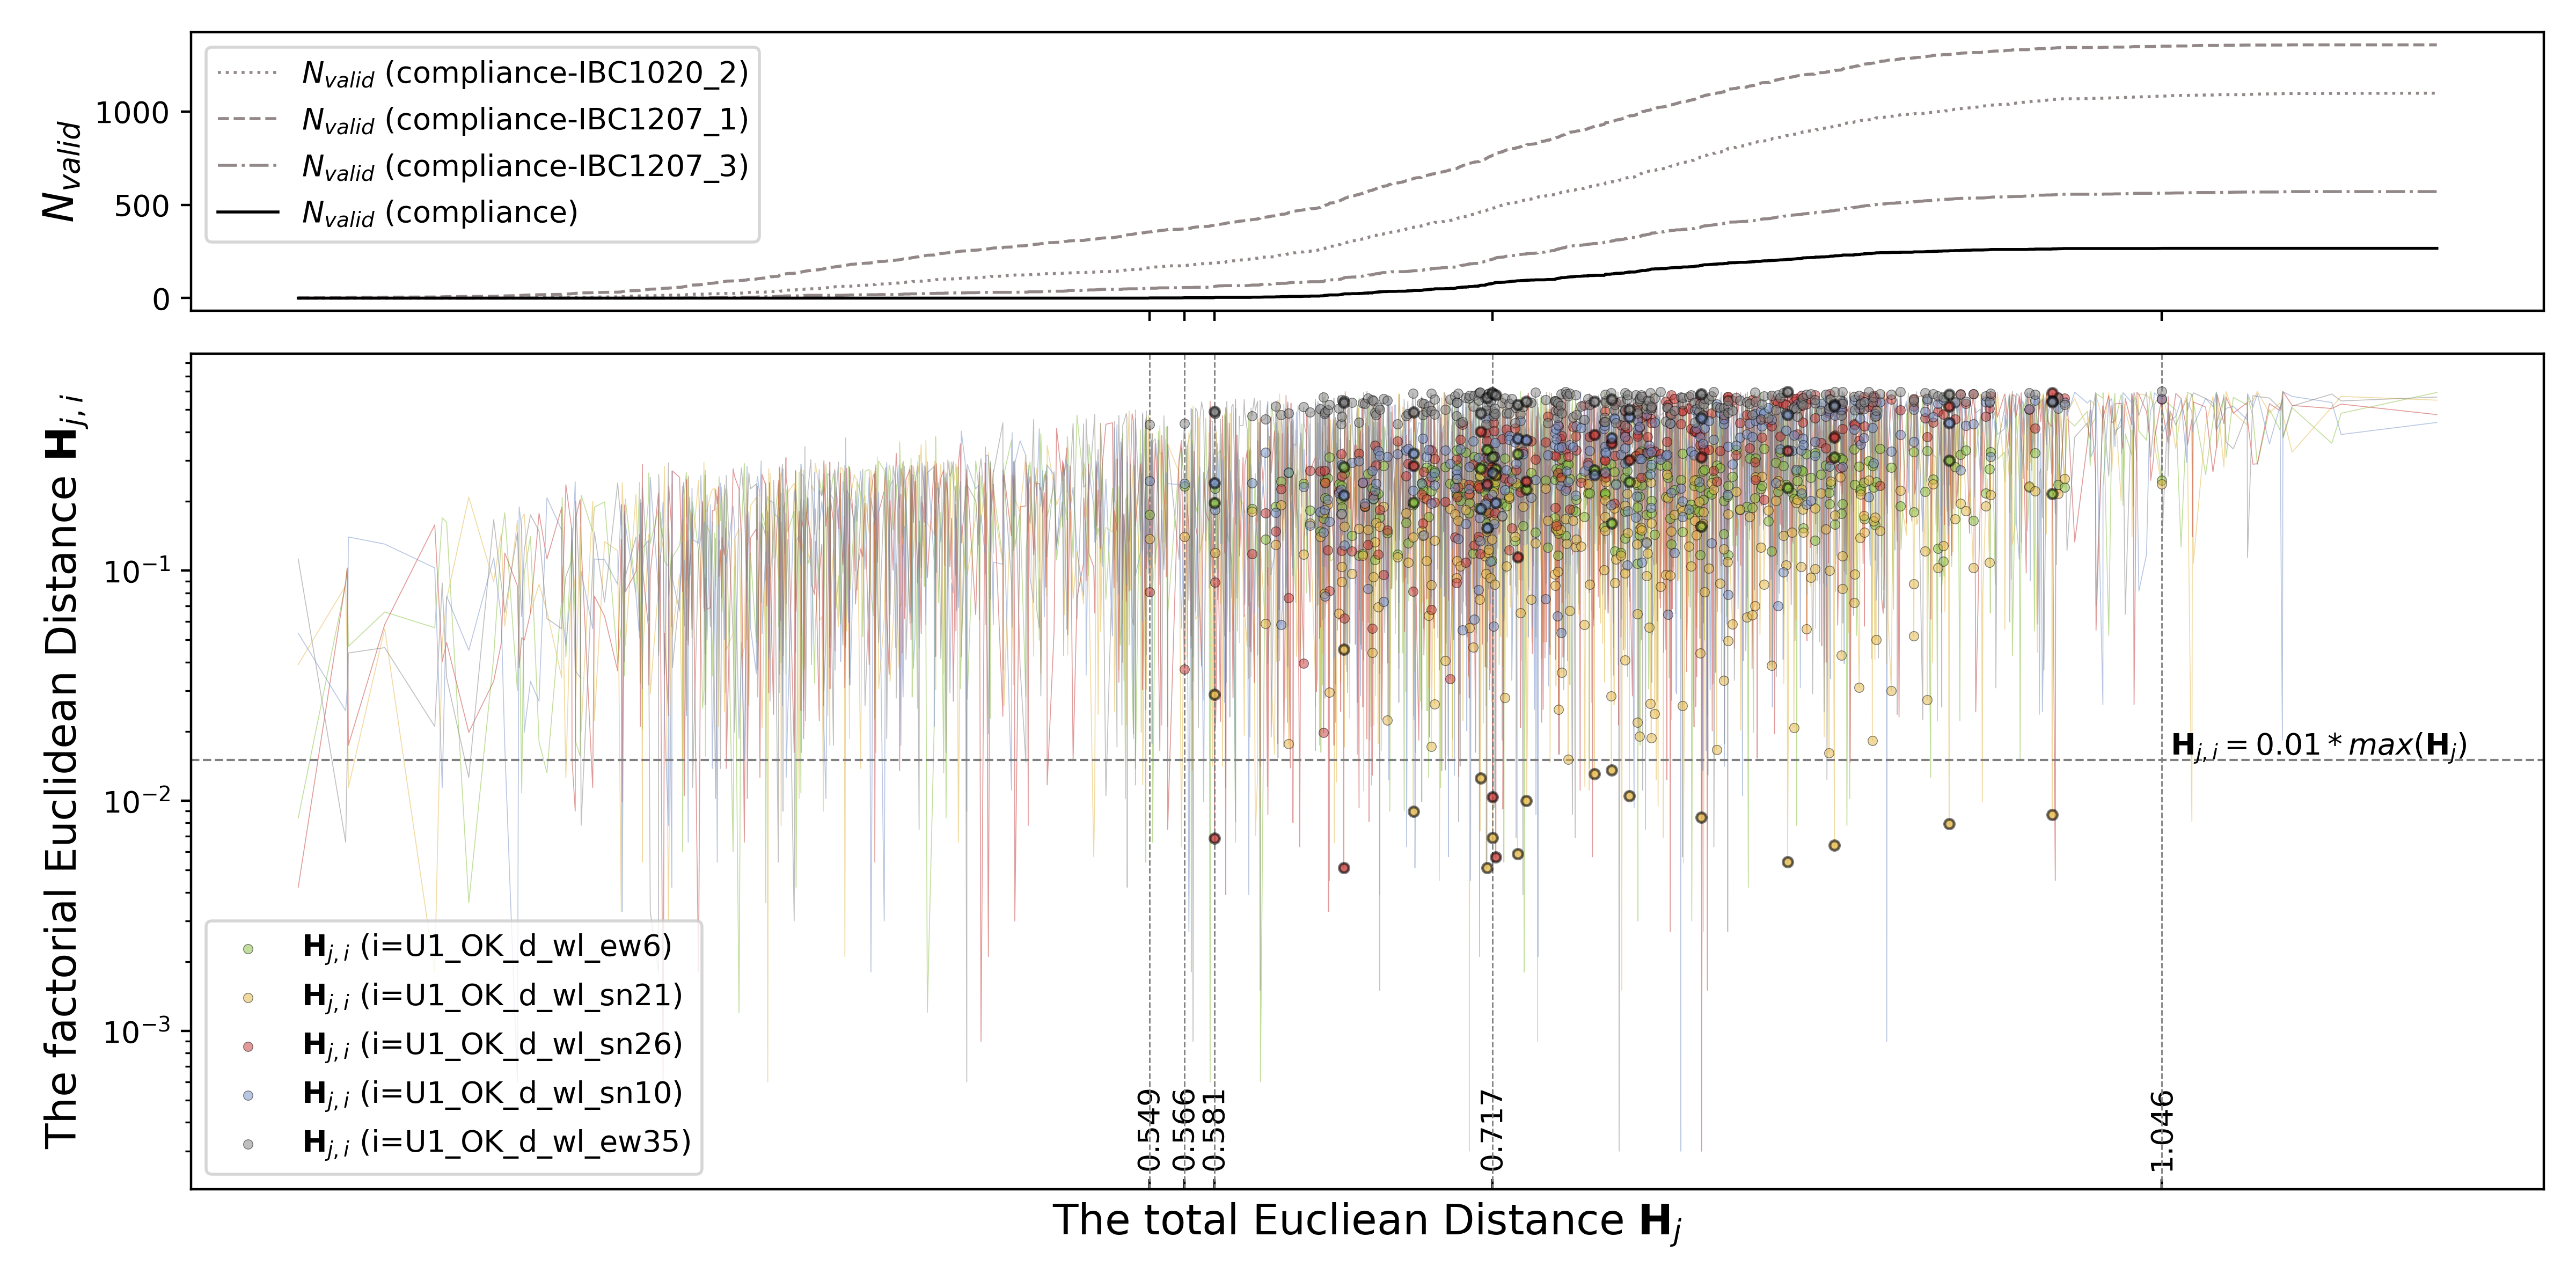 N_valid
1000
500
0
N_valid (compliance-IBC1020_2)
N_valid (compliance-IBC1207_1)
N_valid (compliance-IBC1207_3)
N_valid (compliance)
The factorial Euclidean Distance H_j,i
10^-1
10^-2
10^-3
H_j,i = 0.01 * max(H_j)
H_j,i (i=U1_OK_d_wl_ew6)
H_j,i (i=U1_OK_d_wl_sn21)
H_j,i (i=U1_OK_d_wl_sn26)
H_j,i (i=U1_OK_d_wl_sn10)
H_j,i (i=U1_OK_d_wl_ew35)
0.549
0.566
0.581
0.717
1.046
The total Eucliean Distance H_j